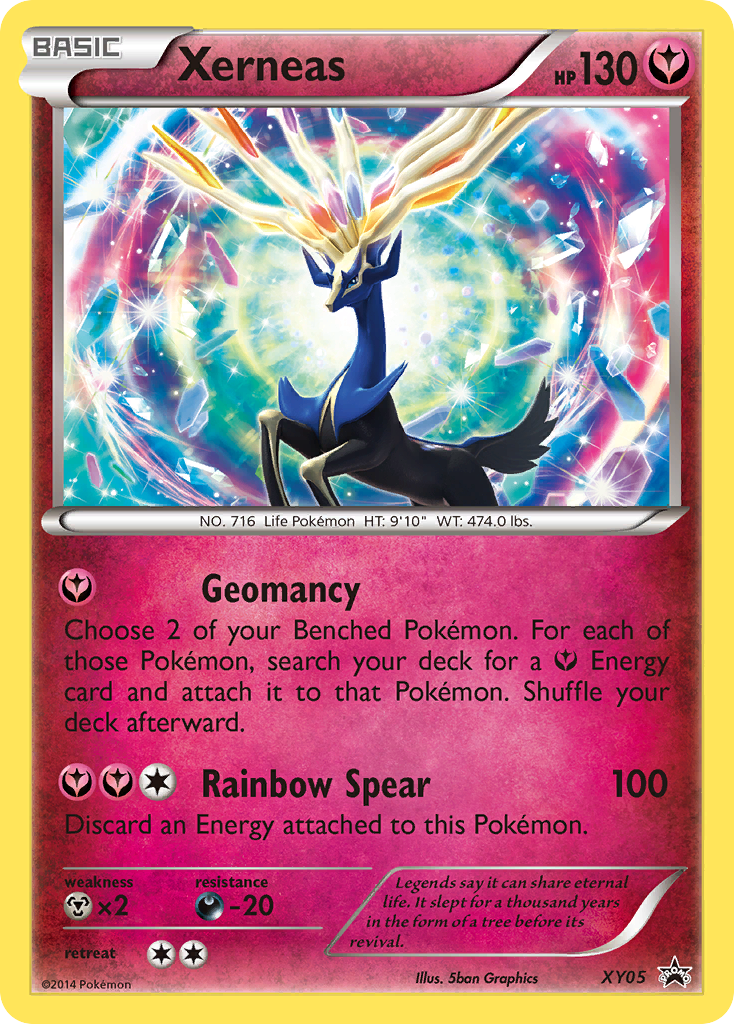 BASIC
Xerneas
HP 130
NO. 716 Life Pokémon HT: 9'10" WT: 474.0 lbs.
Geomancy
Choose 2 of your Benched Pokémon. For each of
those Pokémon, search your deck for a Energy
card and attach it to that Pokémon. Shuffle your
deck afterward.
Rainbow Spear 100
Discard an Energy attached to this Pokémon.
weakness resistance
×2 -20
retreat
Legends say it can share eternal
life. It slept for a thousand years
in the form of a tree before its
revival.
©2014 Pokémon Illus. 5ban Graphics XY05 PROMO